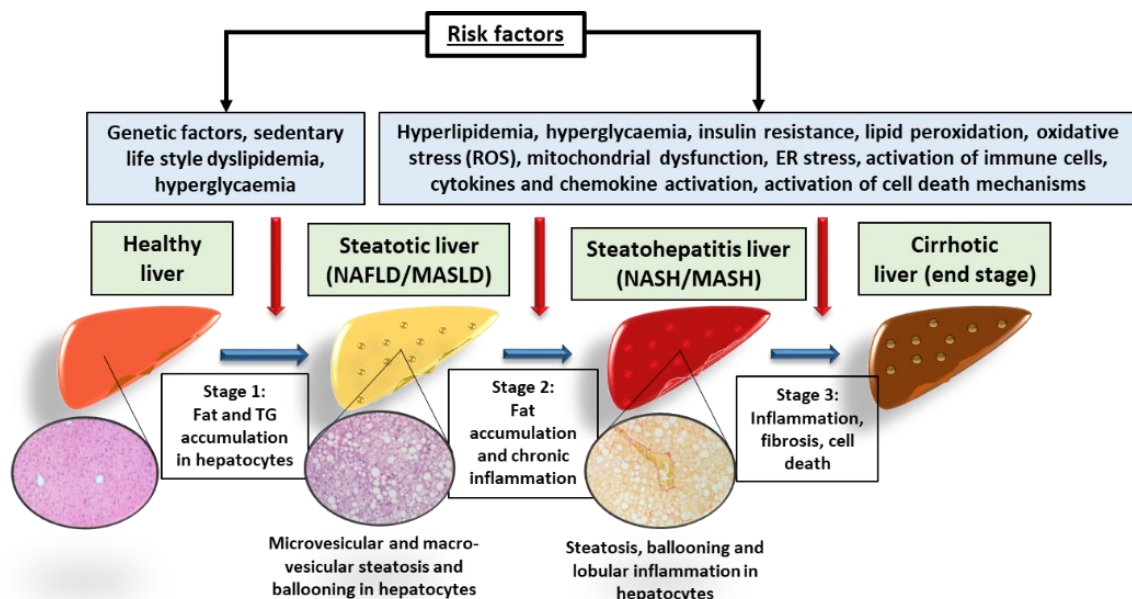 Risk factors
Genetic factors, sedentary
life style dyslipidemia,
hyperglycaemia
Hyperlipidemia, hyperglycaemia, insulin resistance, lipid peroxidation, oxidative
stress (ROS), mitochondrial dysfunction, ER stress, activation of immune cells,
cytokines and chemokine activation, activation of cell death mechanisms
Healthy
liver
Steatotic liver
(NAFLD/MASLD)
Steatohepatitis liver
(NASH/MASH)
Cirrhotic
liver (end stage)
Stage 1:
Fat and TG
accumulation
in hepatocytes
Stage 2:
Fat
accumulation
and chronic
inflammation
Stage 3:
Inflammation,
fibrosis, cell
death
Microvesicular and macro-
vesicular steatosis and
ballooning in hepatocytes
Steatosis, ballooning and
lobular inflammation in
hepatocytes